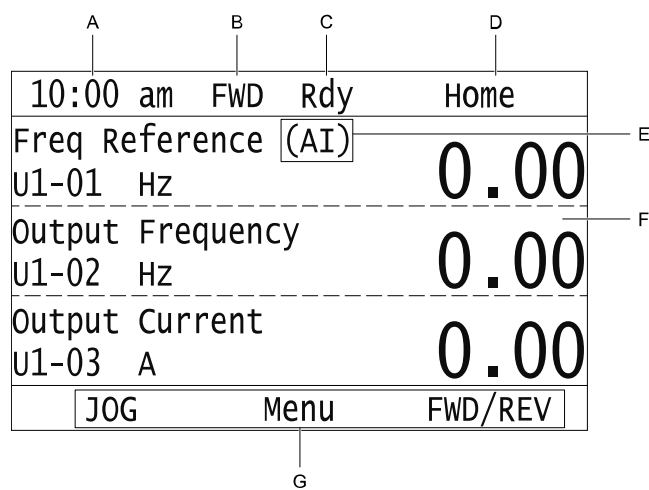 A B C D
10:00 am FWD Rdy Home
Freq Reference (AI) E
U1-01 Hz 0.00
F
Output Frequency
U1-02 Hz 0.00
Output Current
U1-03 A 0.00
JOG Menu FWD/REV
G